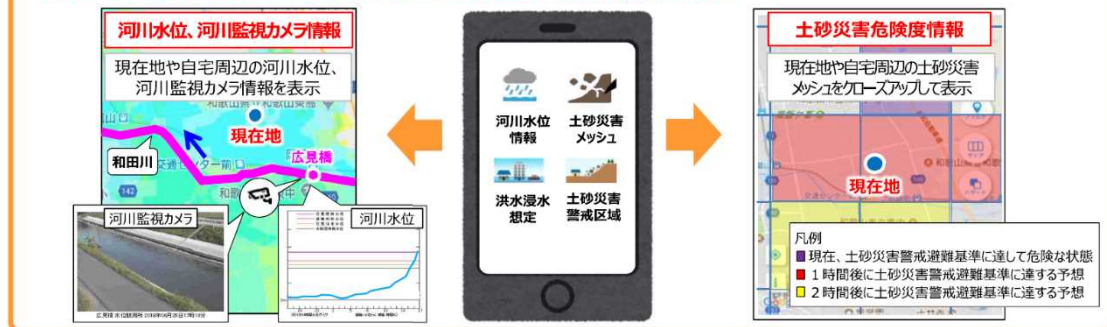 河川水位、河川監視カメラ情報
現在地や自宅周辺の河川水位、
河川監視カメラ情報を表示
現在地
和田川
広見橋
142
河川監視カメラ
河川水位
河川水位
情報
土砂災害
メッシュ
洪水浸水
想定
土砂災害
警戒区域
土砂災害危険度情報
現在地や自宅周辺の土砂災害
メッシュをクローズアップして表示
現在地
凡例
現在、土砂災害警戒避難基準に達して危険な状態
1時間後に土砂災害警戒避難基準に達する予想
2時間後に土砂災害警戒避難基準に達する予想